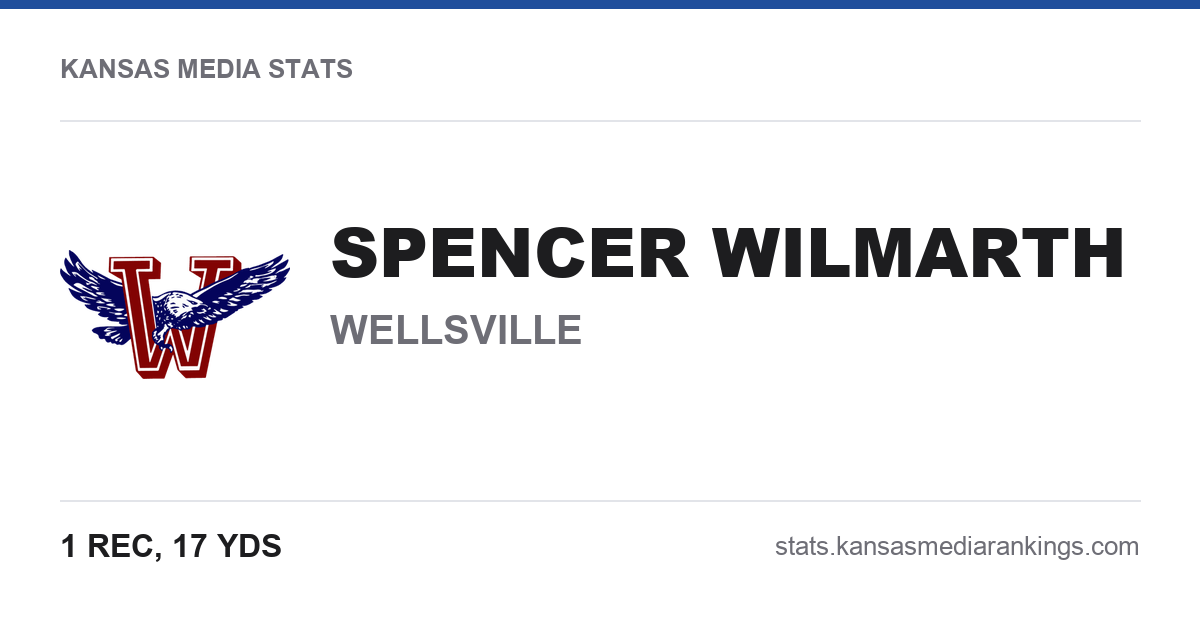 KANSAS MEDIA STATS
W
SPENCER WILMARTH
WELLSVILLE
1 REC, 17 YDS
stats.kansasmediarankings.com